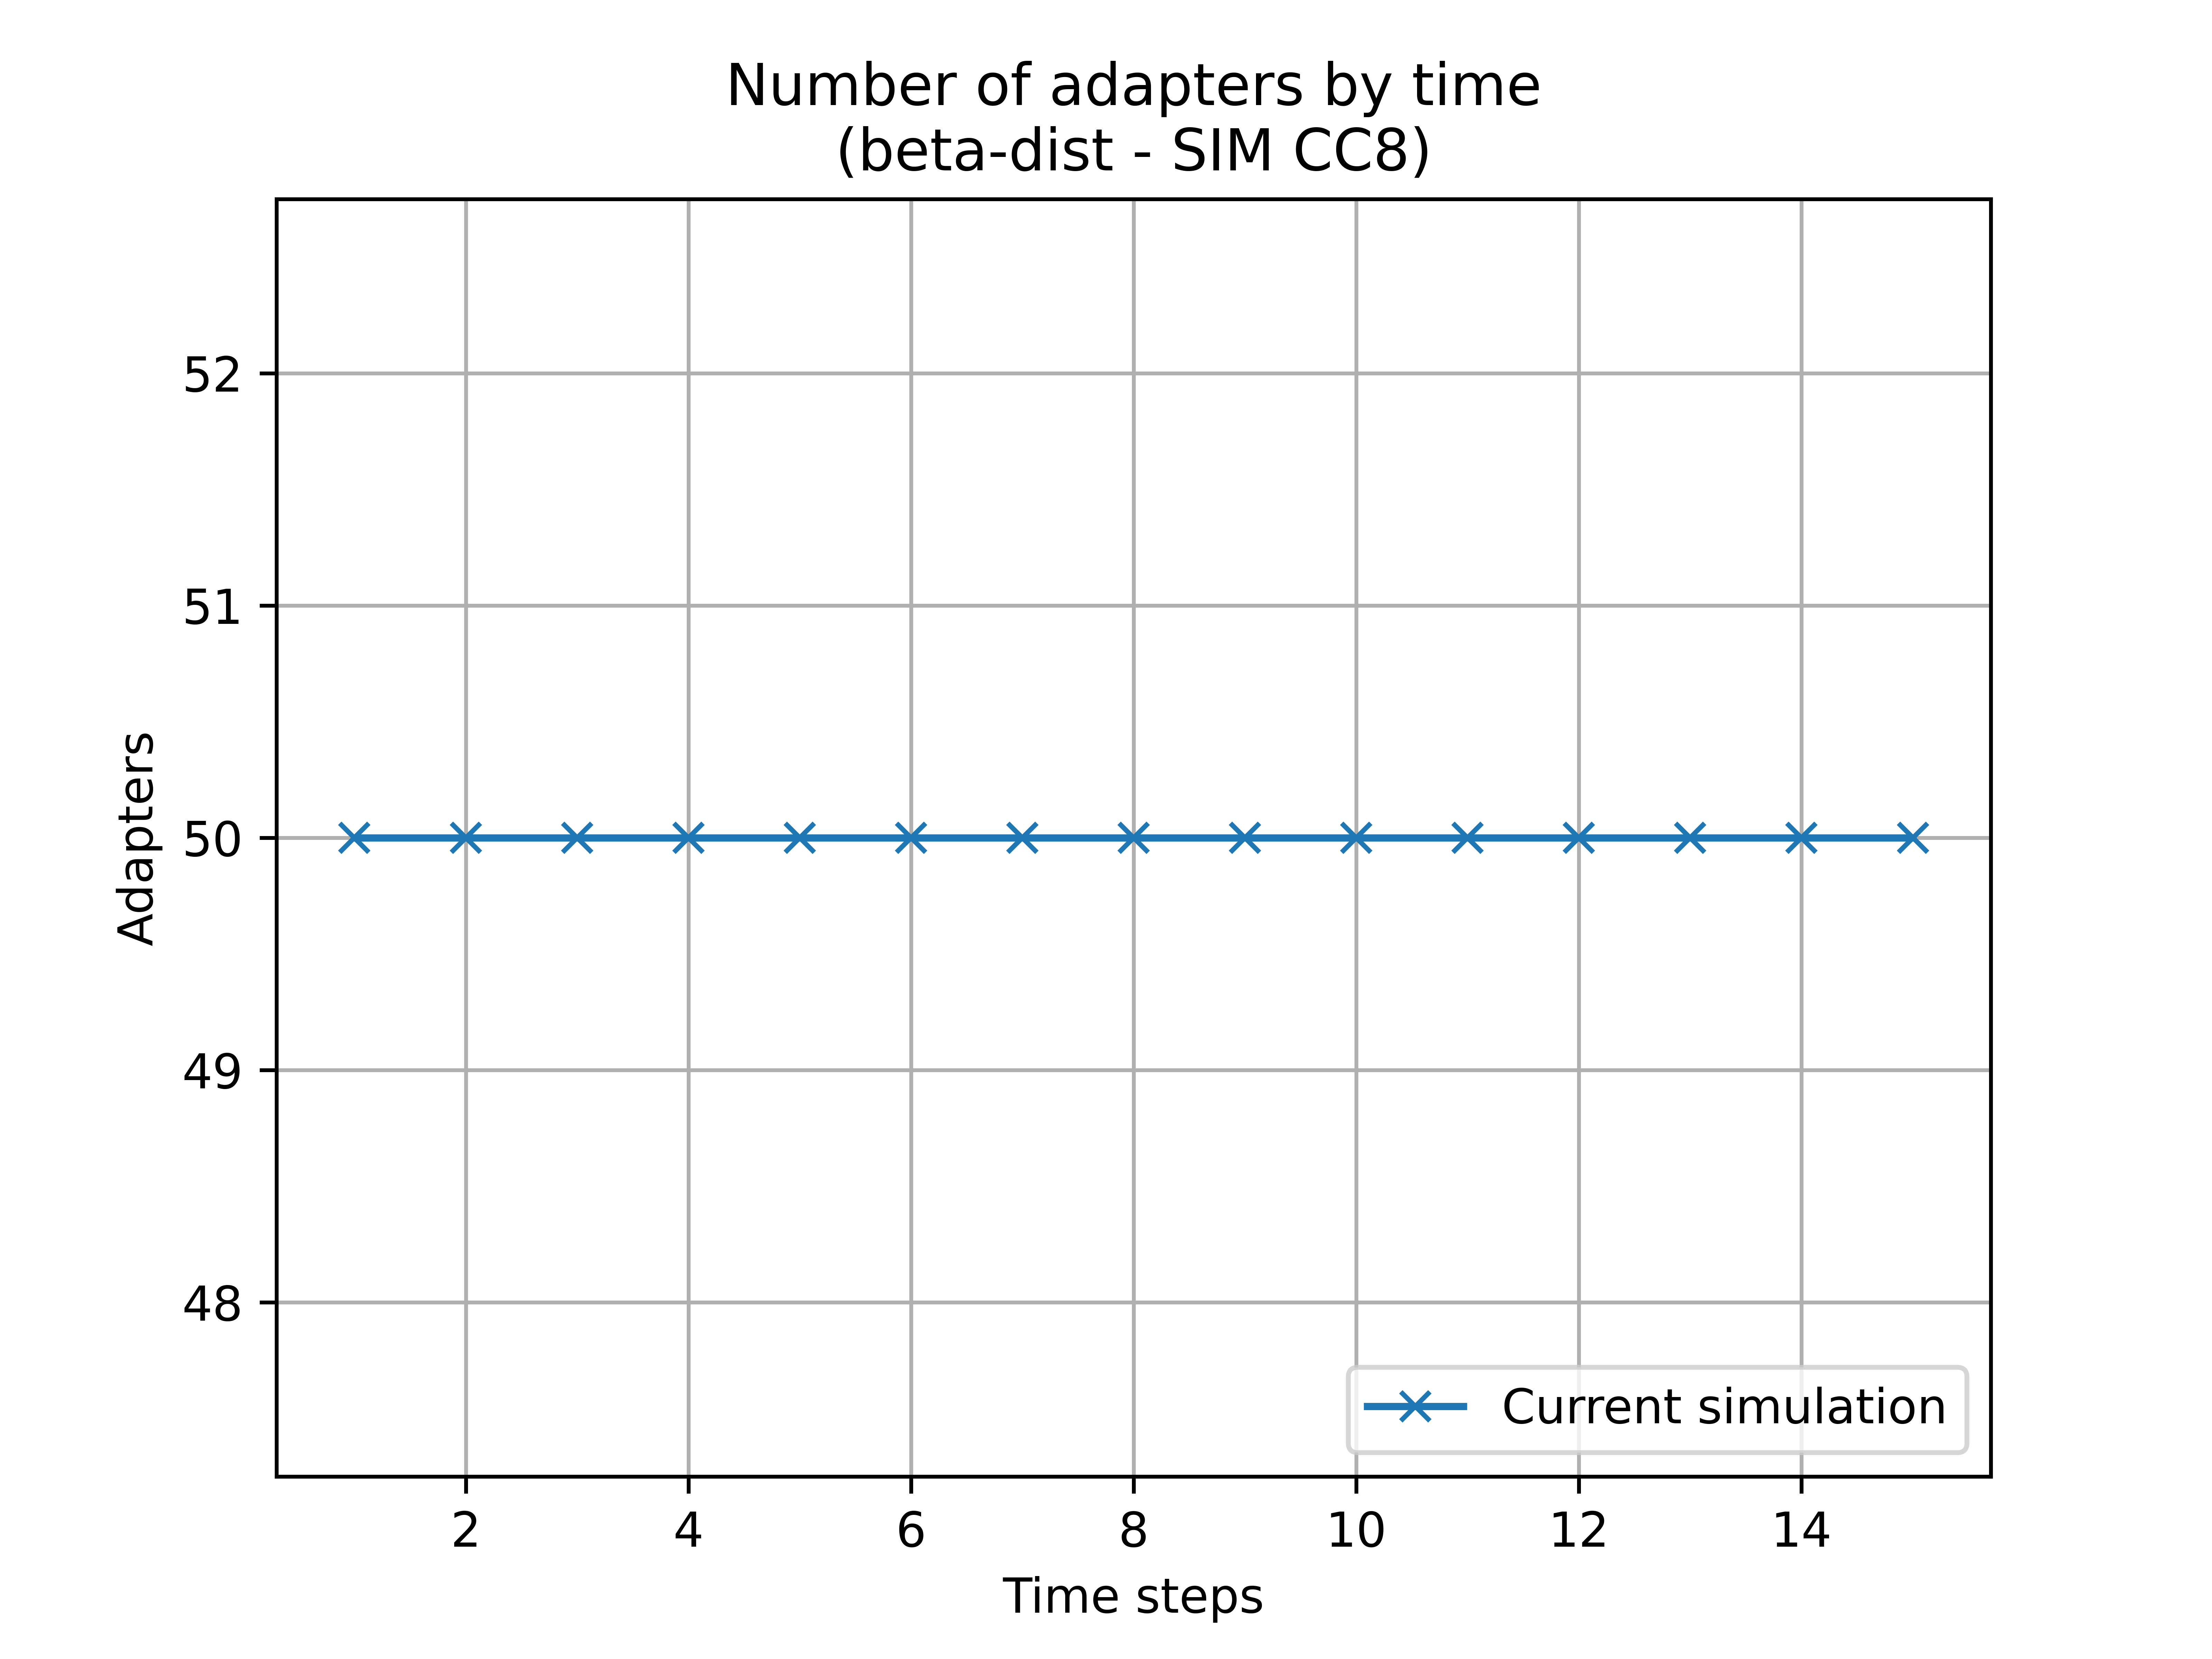 Number of adapters by time
(beta-dist - SIM CC8)
52
51
50
49
48
Adapters
Current simulation
2 4 6 8 10 12 14
Time steps